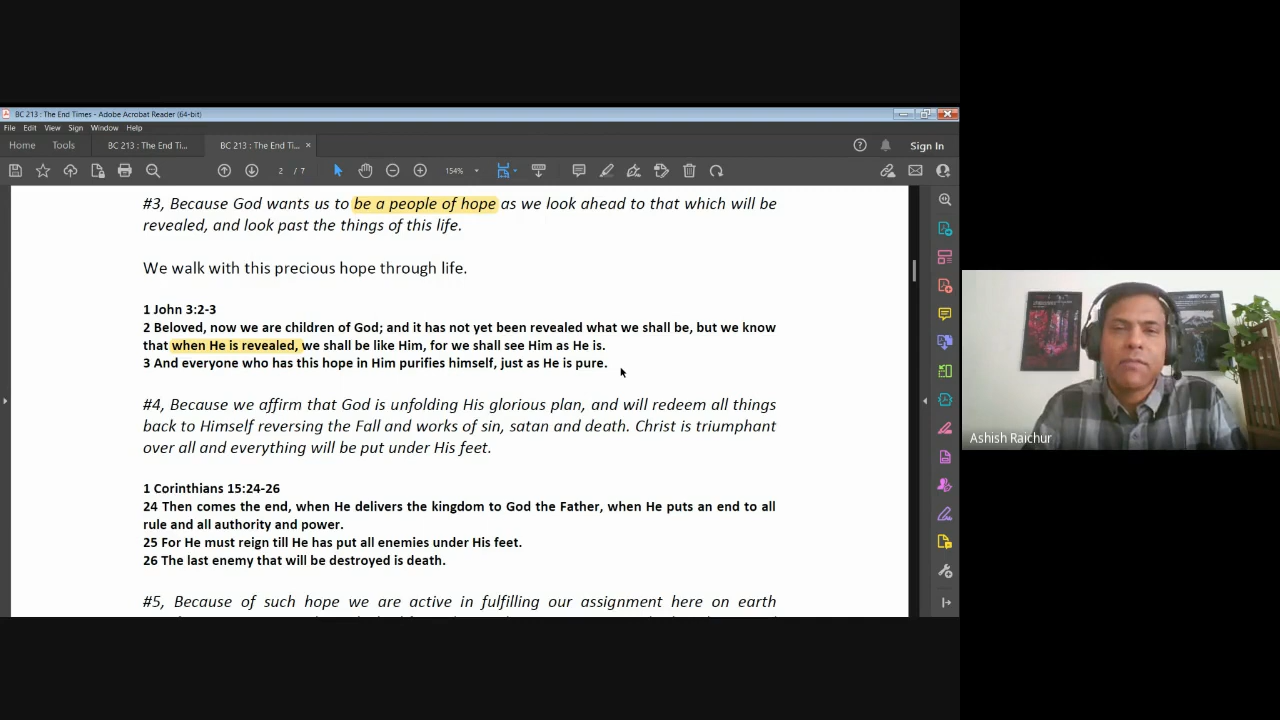 BC 213 : The End Times - Adobe Acrobat Reader (64-bit)
File Edit View Sign Window Help
Home Tools BC 213 : The End Ti... BC 213 : The End Ti... × Sign In
2 / 7 154%
#3, Because God wants us to be a people of hope as we look ahead to that which will be
revealed, and look past the things of this life.
We walk with this precious hope through life.
1 John 3:2-3
2 Beloved, now we are children of God; and it has not yet been revealed what we shall be, but we know
that when He is revealed, we shall be like Him, for we shall see Him as He is.
3 And everyone who has this hope in Him purifies himself, just as He is pure.
#4, Because we affirm that God is unfolding His glorious plan, and will redeem all things
back to Himself reversing the Fall and works of sin, satan and death. Christ is triumphant
over all and everything will be put under His feet.
1 Corinthians 15:24-26
24 Then comes the end, when He delivers the kingdom to God the Father, when He puts an end to all
rule and all authority and power.
25 For He must reign till He has put all enemies under His feet.
26 The last enemy that will be destroyed is death.
#5, Because of such hope we are active in fulfilling our assignment here on earth
Ashish Raichur